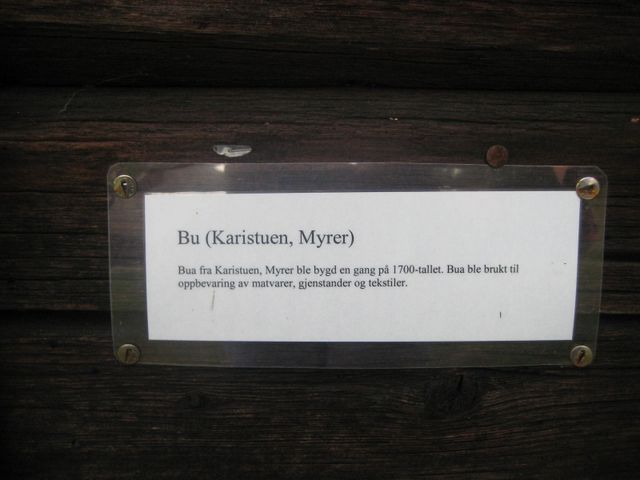 Bu (Karistuen, Myrer)
Bua fra Karistuen, Myrer ble bygd en gang på 1700-tallet. Bua ble brukt til
oppbevaring av matvarer, gjenstander og tekstiler.